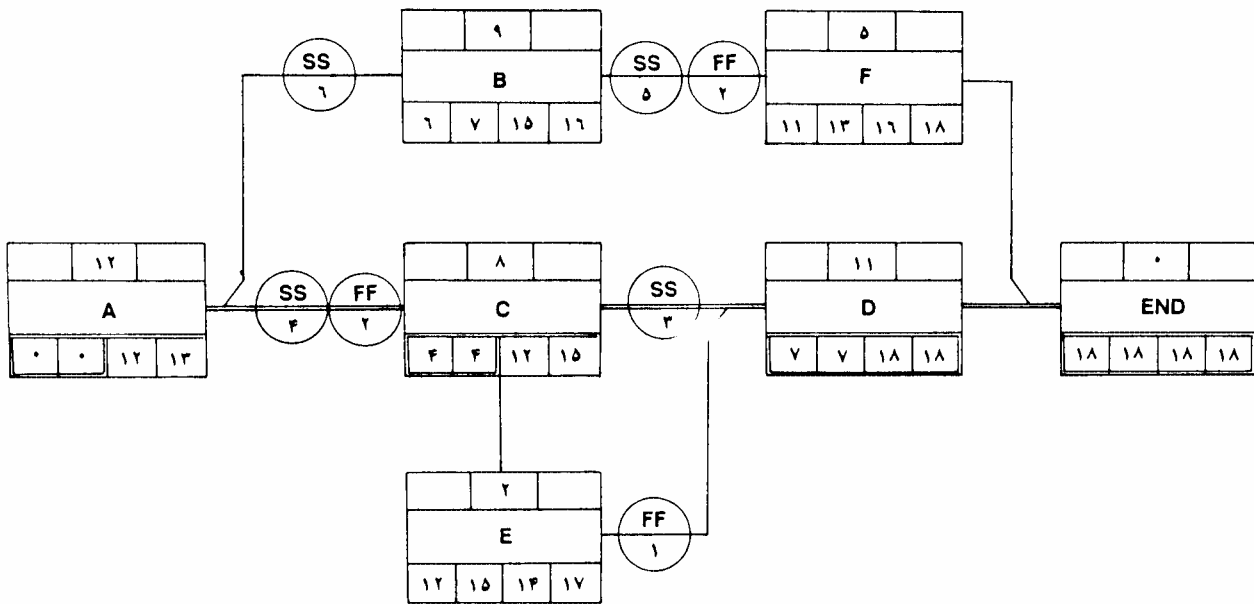 ۹
B
۶ ۷ ۱۵ ۱۶
SS
۶
SS
۵
FF
۲
۵
F
۱۱ ۱۳ ۱۶ ۱۸
۱۲
A
۰ ۰ ۱۲ ۱۳
SS
۴
FF
۲
۸
C
۴ ۴ ۱۲ ۱۵
SS
۳
۱۱
D
۷ ۷ ۱۸ ۱۸
۰
END
۱۸ ۱۸ ۱۸ ۱۸
۲
E
۱۲ ۱۵ ۱۴ ۱۷
FF
۱